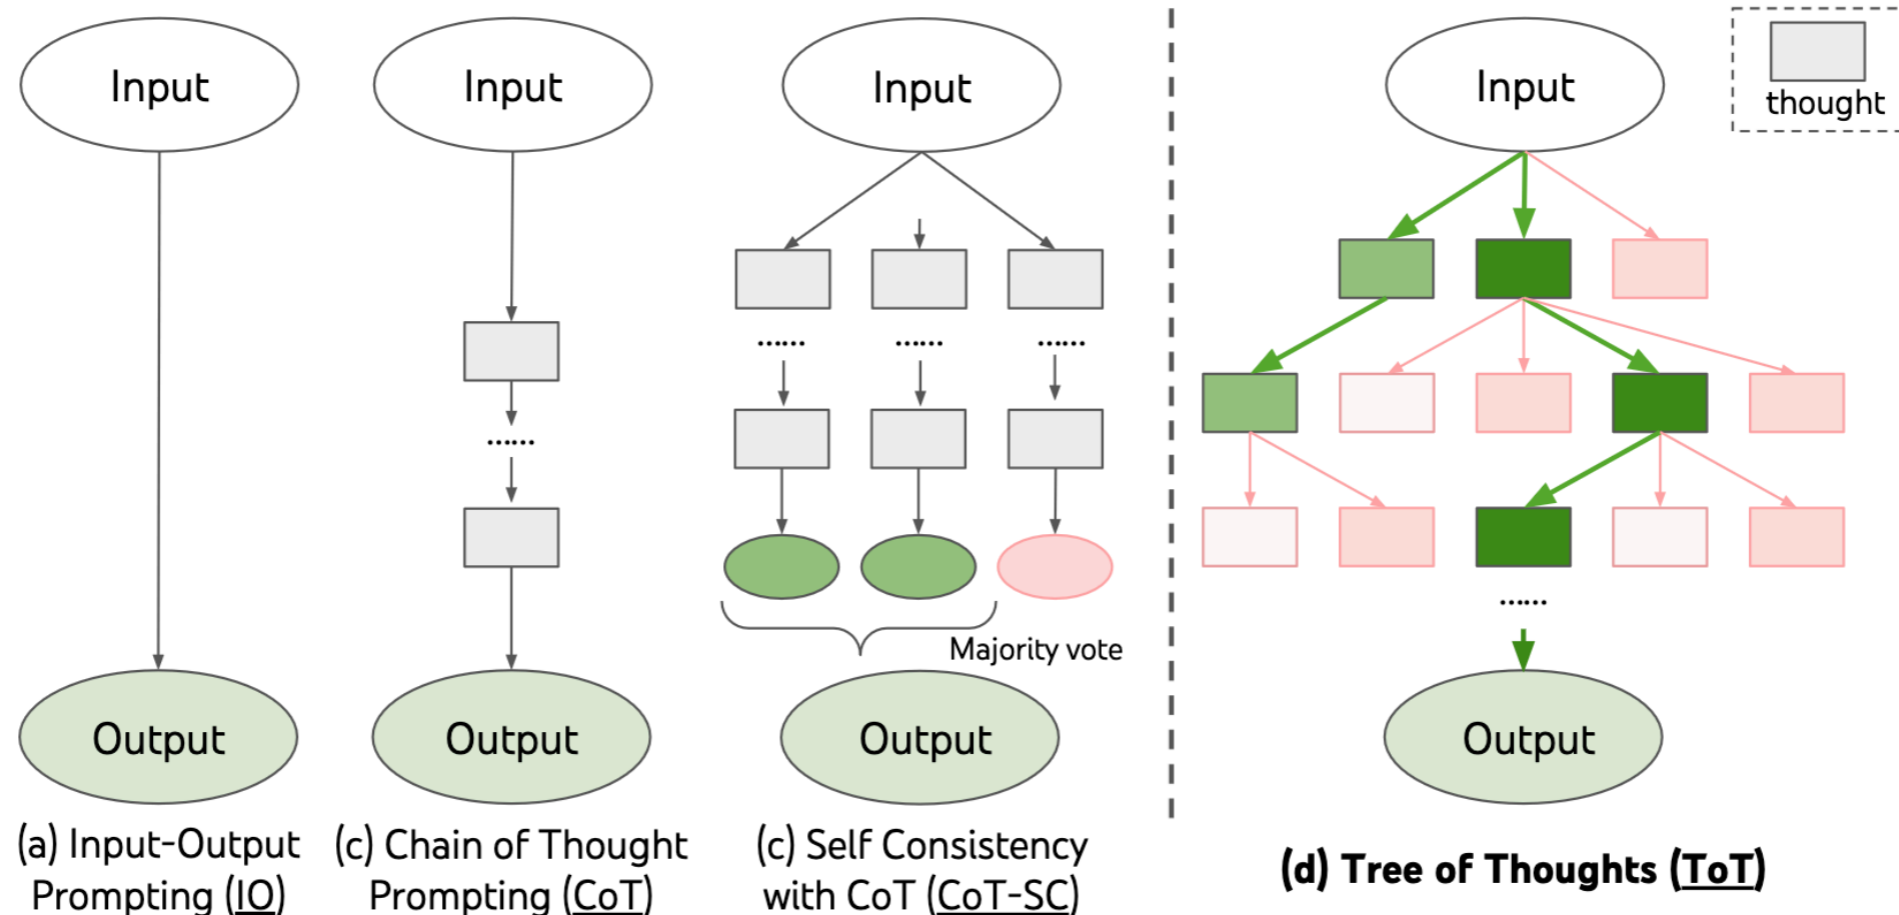 Input
Output
(a) Input-Output
Prompting (IO)
Input
......
Output
(c) Chain of Thought
Prompting (CoT)
Input
...... ...... ......
Majority vote
Output
(c) Self Consistency
with CoT (CoT-SC)
Input
......
Output
(d) Tree of Thoughts (ToT)
thought